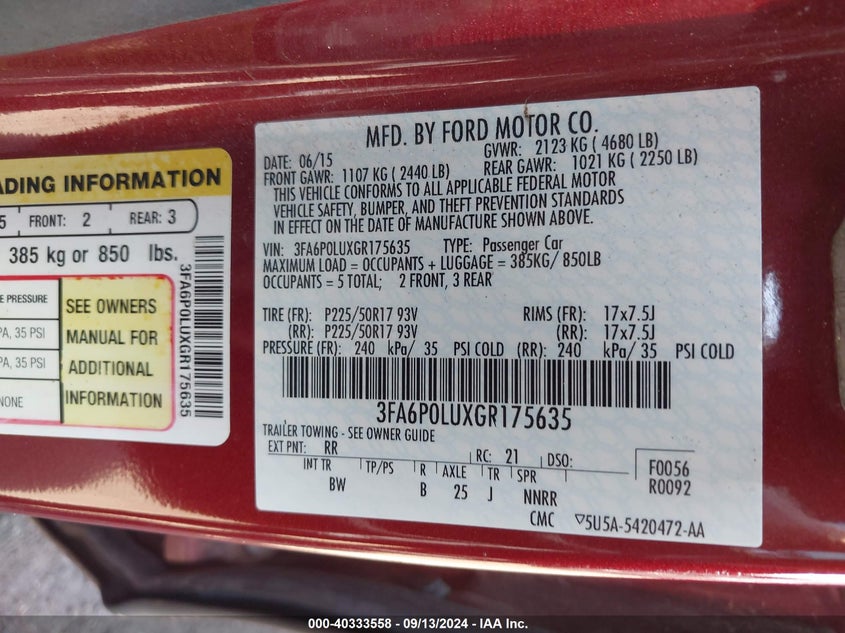 ADING INFORMATION
5 FRONT: 2 REAR: 3
385 kg or 850 lbs.
E PRESSURE
PA, 35 PSI
PA, 35 PSI
NONE
SEE OWNERS
MANUAL FOR
ADDITIONAL
INFORMATION
3FA6P0LUXGR175635
MFD. BY FORD MOTOR CO.
DATE: 06/15 GVWR: 2123 KG ( 4680 LB)
FRONT GAWR: 1107 KG ( 2440 LB) REAR GAWR: 1021 KG ( 2250 LB)
THIS VEHICLE CONFORMS TO ALL APPLICABLE FEDERAL MOTOR
VEHICLE SAFETY, BUMPER, AND THEFT PREVENTION STANDARDS
IN EFFECT ON THE DATE OF MANUFACTURE SHOWN ABOVE.
VIN: 3FA6P0LUXGR175635 TYPE: Passenger Car
MAXIMUM LOAD = OCCUPANTS + LUGGAGE = 385KG/ 850LB
OCCUPANTS = 5 TOTAL; 2 FRONT, 3 REAR
TIRE (FR): P225/50R17 93V RIMS (FR): 17x7.5J
(RR): P225/50R17 93V (RR): 17x7.5J
PRESSURE (FR): 240 kPa/ 35 PSI COLD (RR): 240 kPa/ 35 PSI COLD
3FA6P0LUXGR175635
TRAILER TOWING - SEE OWNER GUIDE
EXT PNT: RR RC: 21 DSO: F0056
INT TR TP/PS R AXLE TR SPR R0092
BW B 25 J NNRR
CMC ▽5U5A-5420472-AA
000-40333558 - 09/13/2024 - IAA Inc.